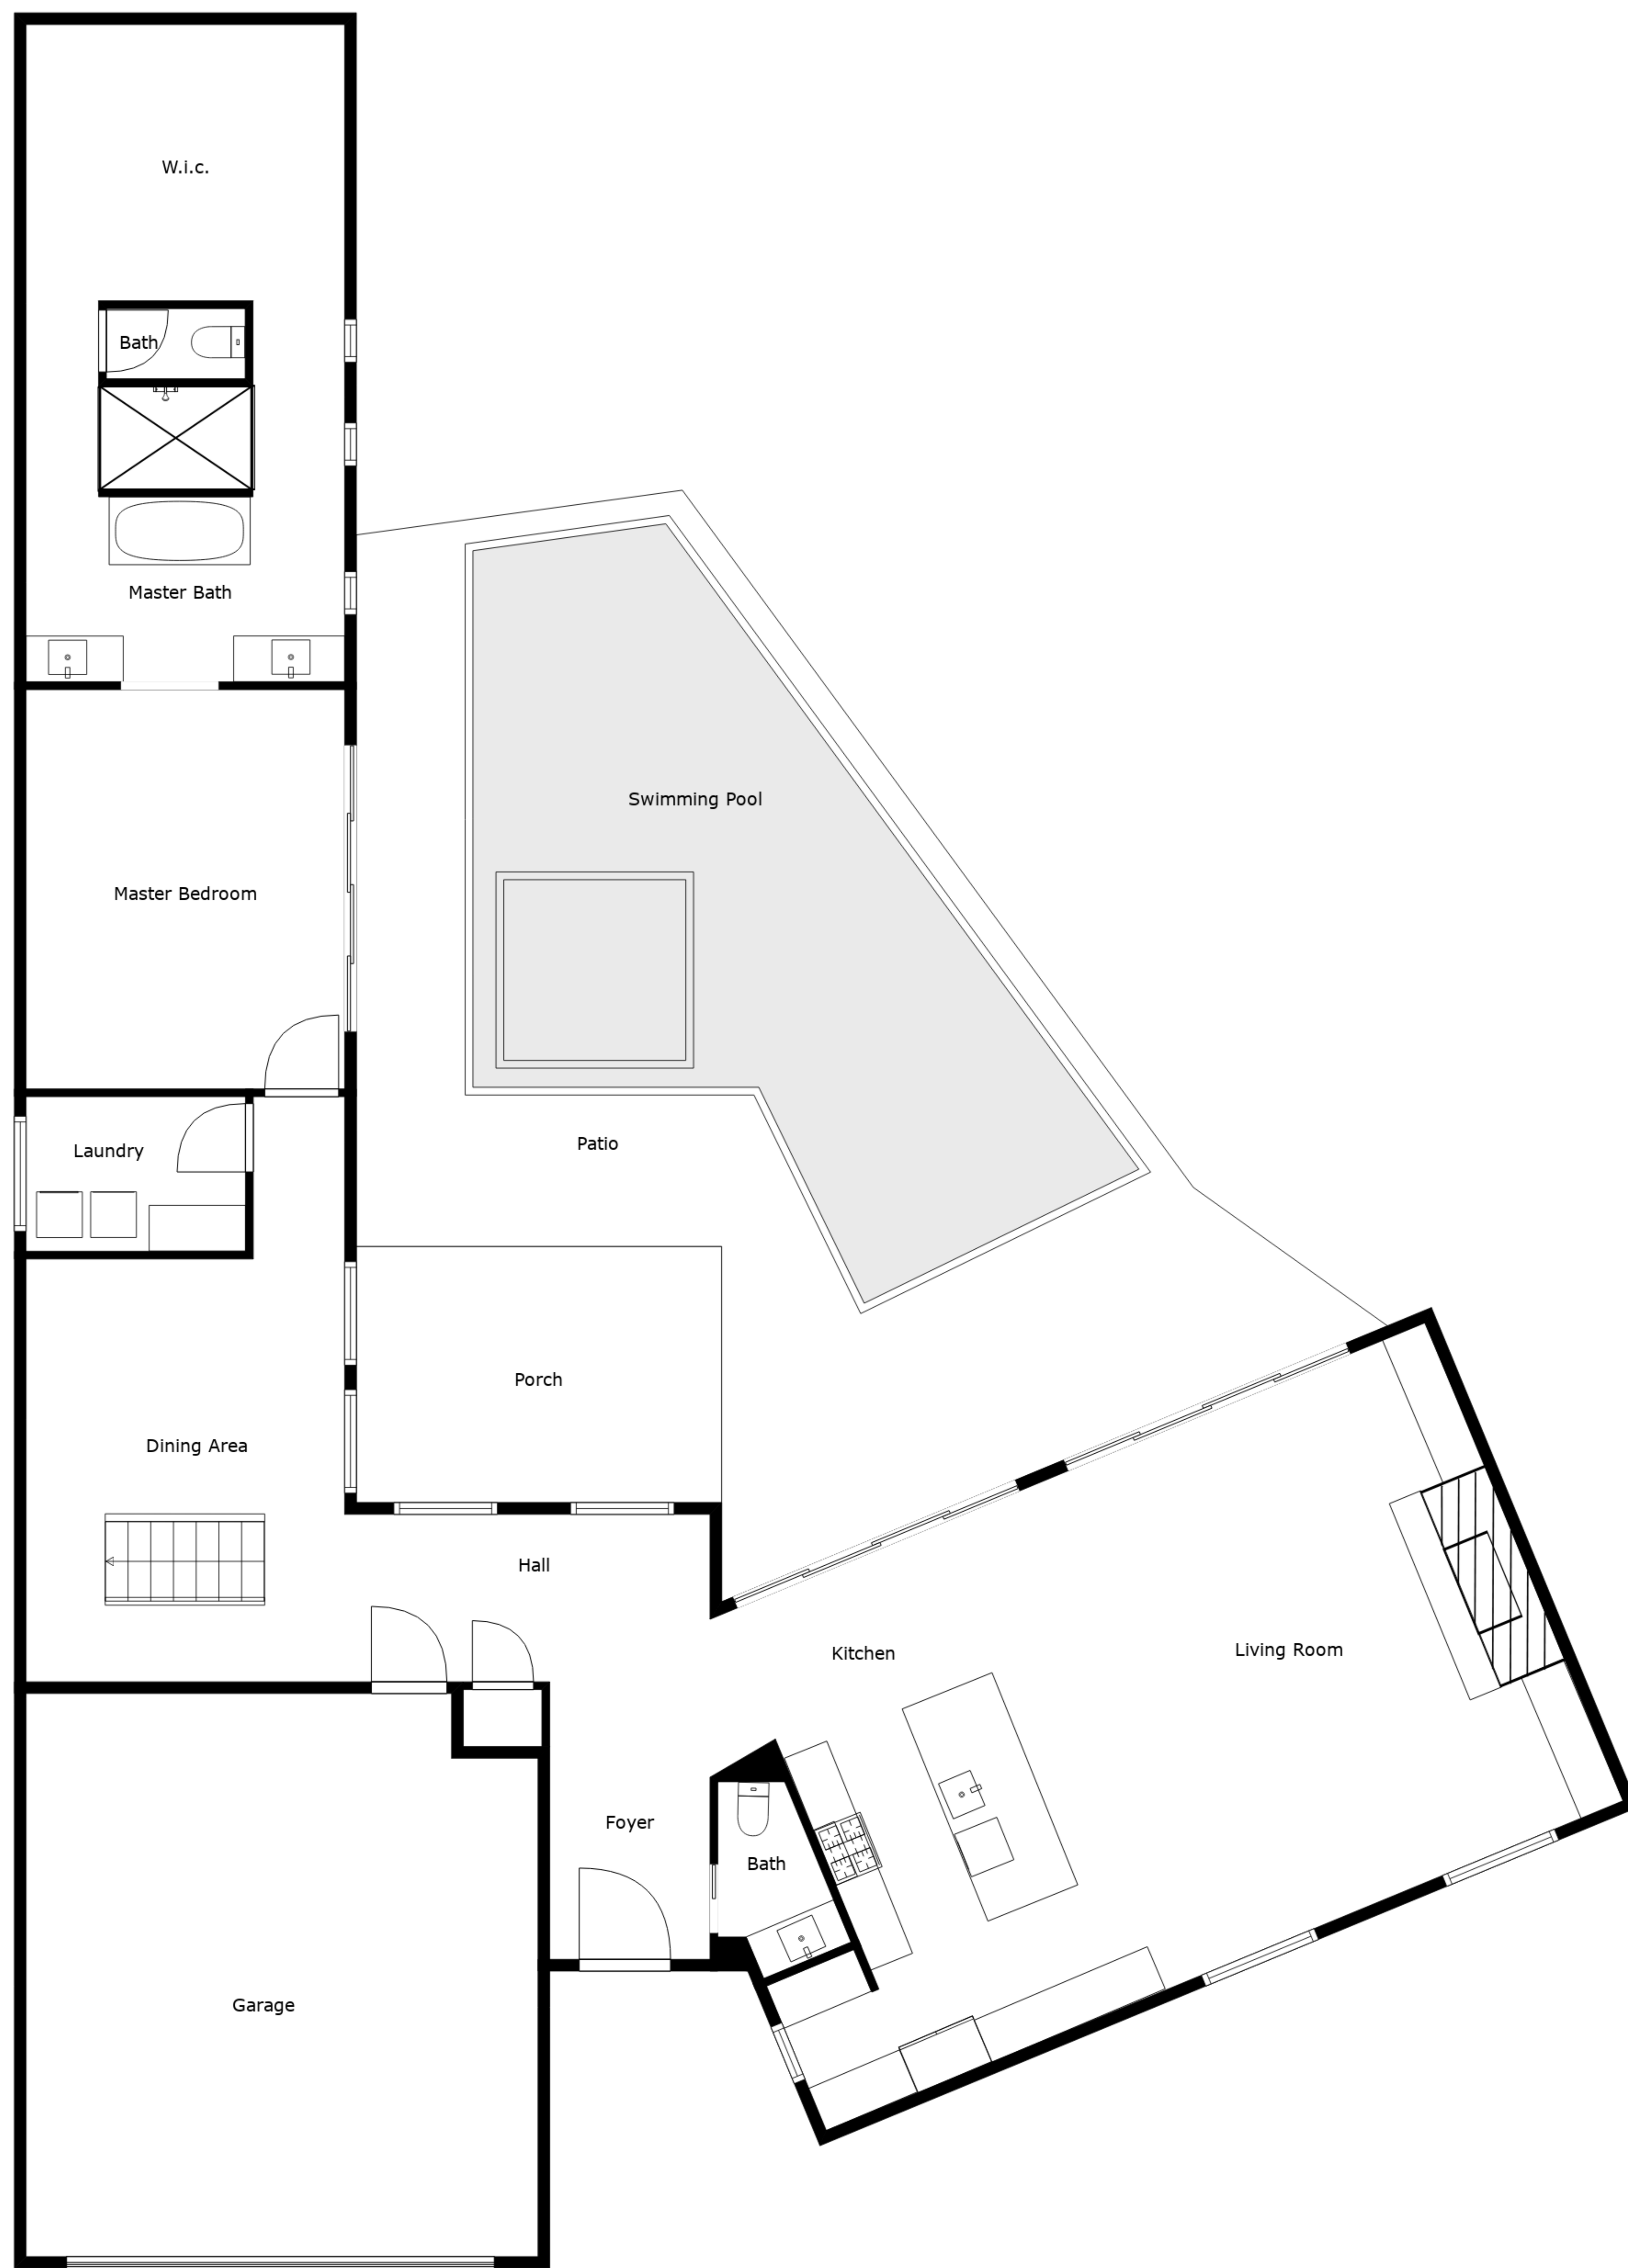 W.i.c.
Bath
Master Bath
Swimming Pool
Master Bedroom
Patio
Laundry
Porch
Dining Area
Hall
Kitchen
Living Room
Foyer
Bath
Garage